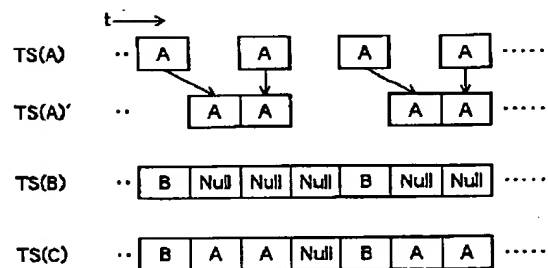 t
TS(A) ·· A A A A ·····
TS(A)' ·· A A A A ·····
TS(B) ·· B Null Null Null B Null Null ·····
TS(C) ·· B A A Null B A A ·····